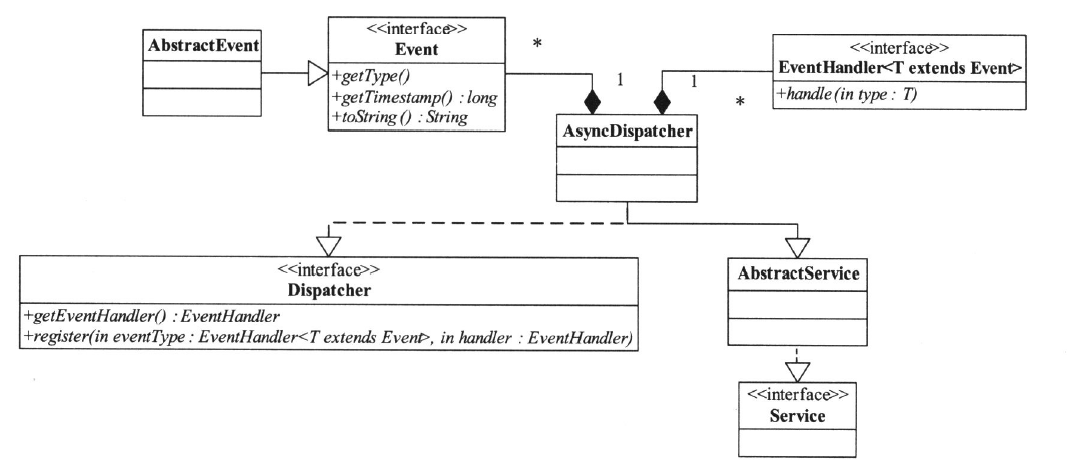 AbstractEvent
<<interface>>
Event
+getType()
+getTimestamp() : long
+toString() : String
*
1
1
*
<<interface>>
EventHandler<T extends Event>
+handle(in type : T)
AsyncDispatcher
<<interface>>
Dispatcher
+getEventHandler() : EventHandler
+register(in eventType : EventHandler<T extends Event>, in handler : EventHandler)
AbstractService
<<interface>>
Service